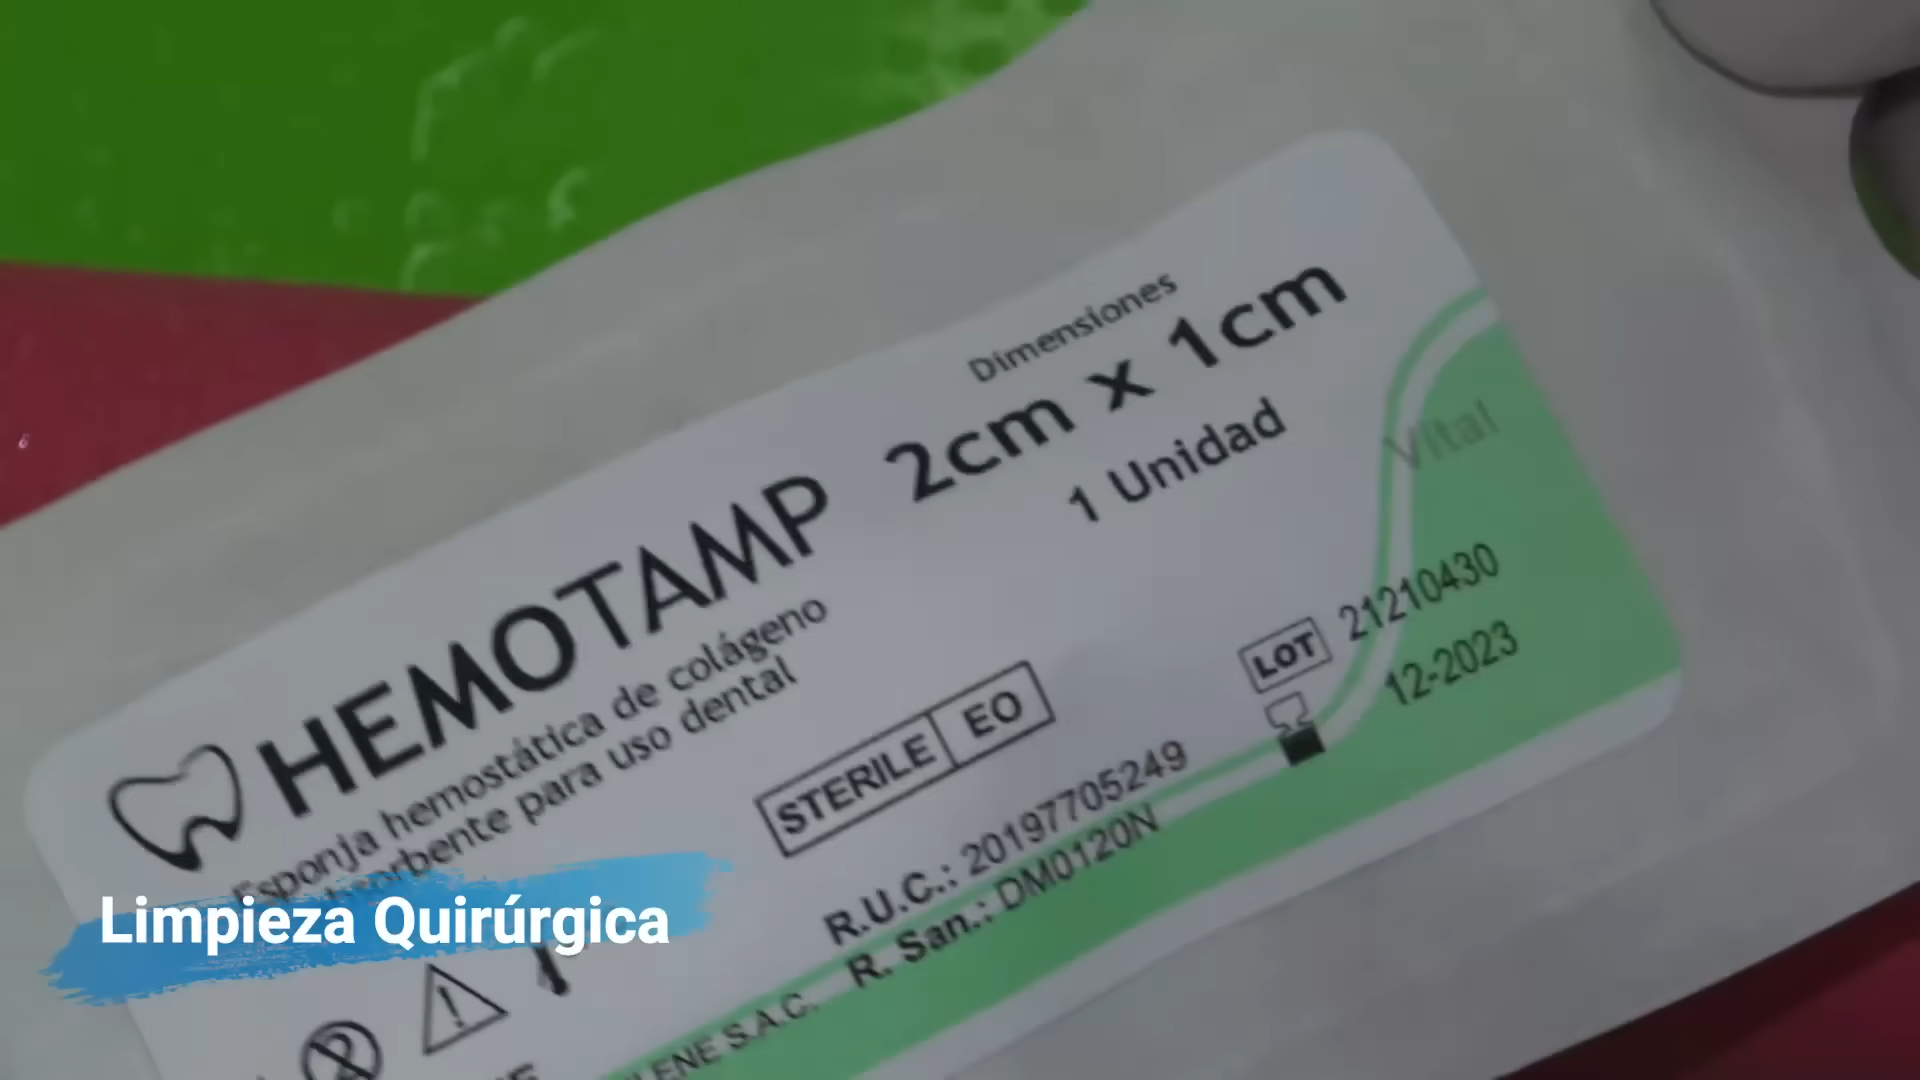 Dimensiones
HEMOTAMP 2cm x 1cm
1 Unidad
Vital
Esponja hemostática de colágeno
absorbente para uso dental
STERILE EO
LOT 21210430
12-2023
R.U.C.: 20197705249
R. San.: DM0120N
S.A.C.
Limpieza Quirúrgica